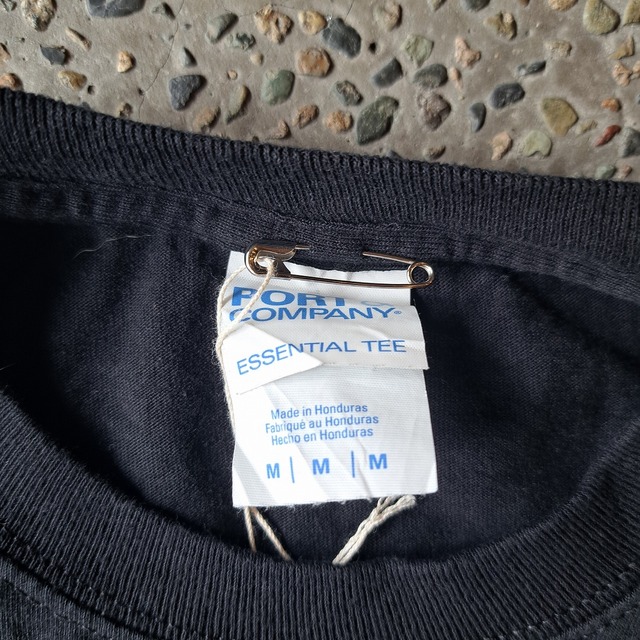 PORT &
COMPANY®
ESSENTIAL TEE
Made in Honduras
Fabriqué au Honduras
Hecho en Honduras
M | M | M